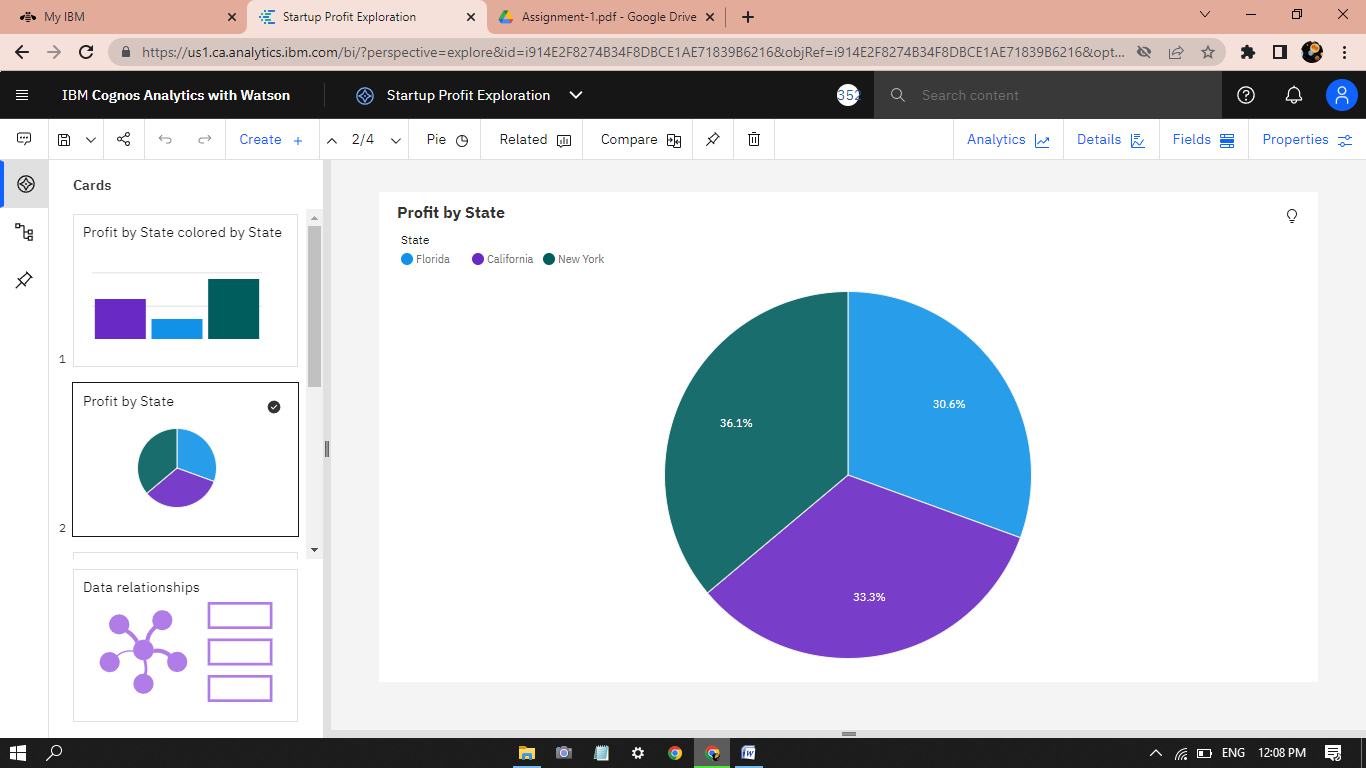 My IBM
Startup Profit Exploration
Assignment-1.pdf - Google Drive
https://us1.ca.analytics.ibm.com/bi/?perspective=explore&id=i914E2F8274B34F8DBCE1AE71839B6216&objRef=i914E2F8274B34F8DBCE1AE71839B6216&opt...
IBM Cognos Analytics with Watson
Startup Profit Exploration
352
Search content
Create
2/4
Pie
Related
Compare
Analytics
Details
Fields
Properties
Cards
Profit by State colored by State
1
Profit by State
2
Data relationships
Profit by State
State
Florida California New York
30.6%
36.1%
33.3%
W
ENG 12:08 PM